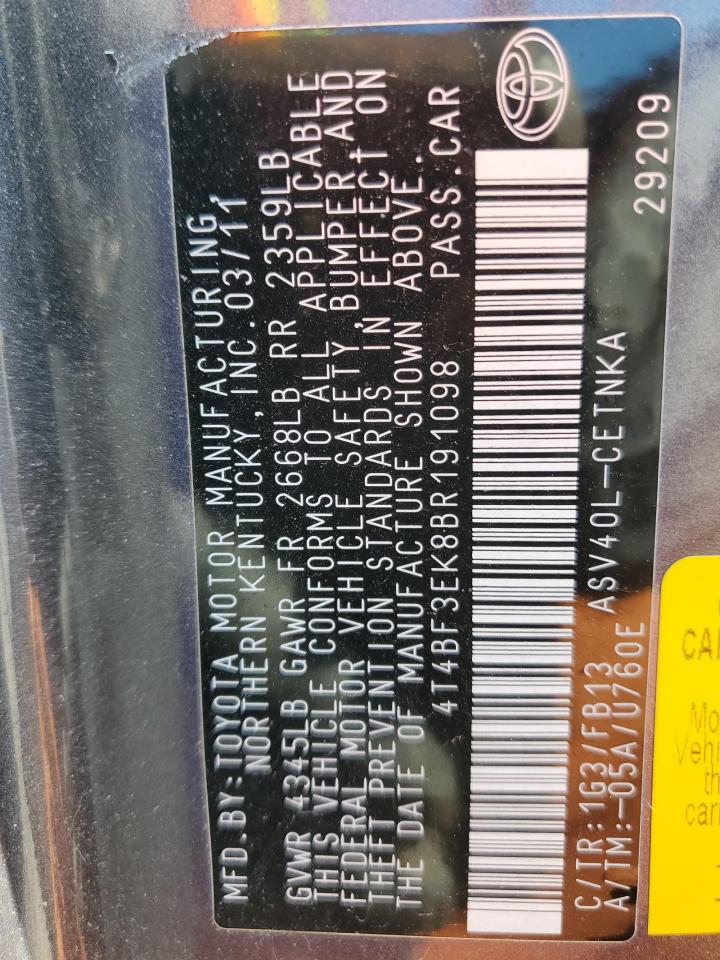 MFD.BY:TOYOTA MOTOR MANUFACTURING,
NORTHERN KENTUCKY,INC.03/11
GVWR 4345LB GAWR FR 2668LB RR 2359LB
THIS VEHICLE CONFORMS TO ALL APPLICABLE
FEDERAL MOTOR VEHICLE SAFETY, BUMPER, AND
THEFT PREVENTION STANDARDS IN EFFECT ON
THE DATE OF MANUFACTURE SHOWN ABOVE.
4T4BF3EK8BR191098 PASS.CAR
C/TR:1G3/FB13 ASV40L-CETNKA
A/TM:-05A/U760E 29209